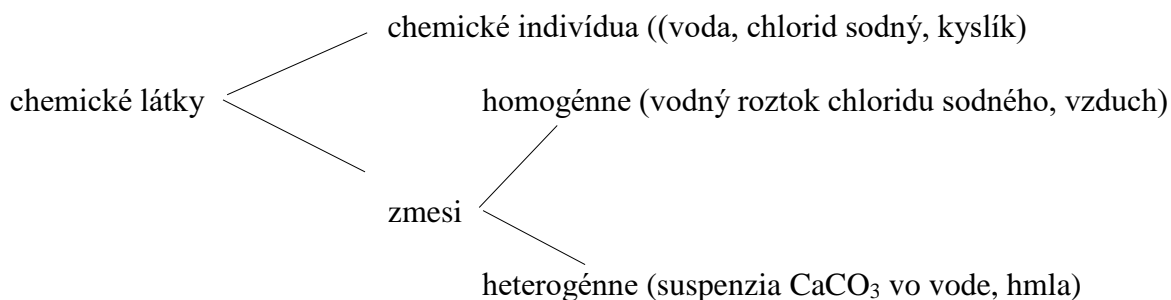 chemické indivídua ((voda, chlorid sodný, kyslík)
chemické látky
homogénne (vodný roztok chloridu sodného, vzduch)
zmesi
heterogénne (suspenzia CaCO₃ vo vode, hmla)